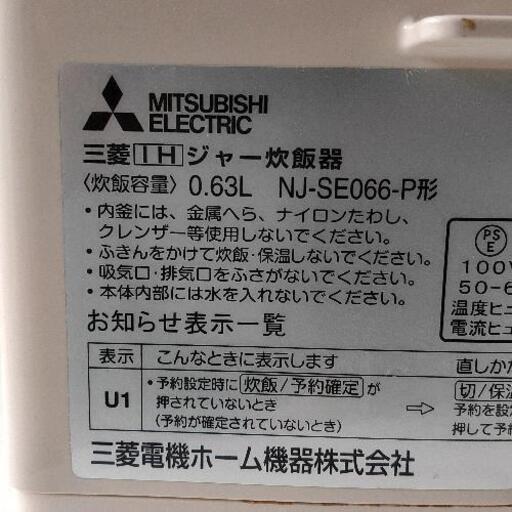 MITSUBISHI
ELECTRIC
三菱IHジャー炊飯器
〈炊飯容量〉0.63L NJ-SE066-P形
・内釜には、金属へら、ナイロンたわし、
クレンザー等使用しないでください。
・ふきんをかけて炊飯・保温しないでください。
・吸気口・排気口をふさがないでください。
・本体内部には水を入れないでください。
PS
E
100V
50-6
温度ヒュ
電流ヒュ
お知らせ表示一覧
表示 こんなときに表示します 直しかた
U1
・予約設定時に 炊飯/予約確定 が
押されていないとき
(予約が確定されていないとき)
⇨
切/保温
予約を設
押して予約
三菱電機ホーム機器株式会社